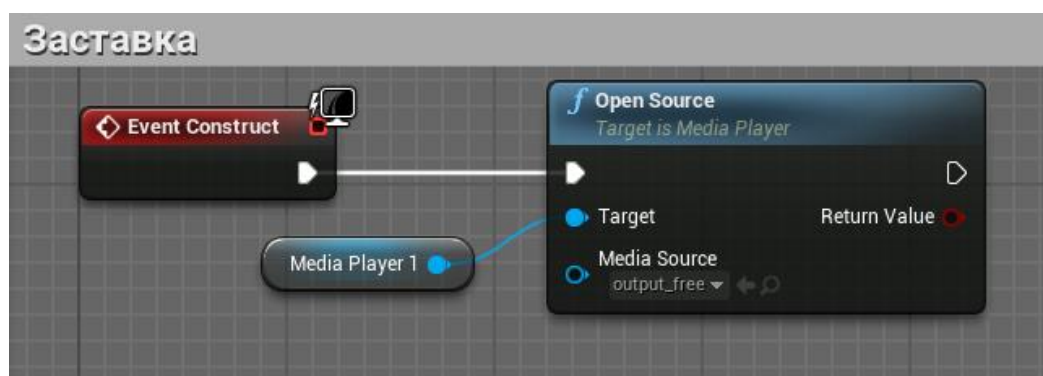 Заставка
Event Construct
Open Source
Target is Media Player
Target
Return Value
Media Player 1
Media Source
output_free